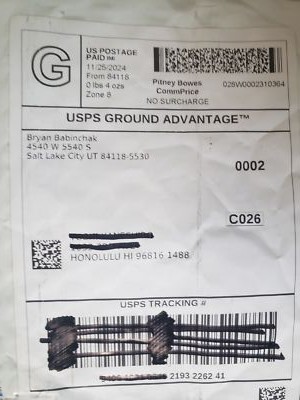 G
US POSTAGE
PAID IMI
11/25/2024
From 84118
0 lbs 4 ozs
Zone 8
Pitney Bowes
CommPrice
NO SURCHARGE
028W0002310364
USPS GROUND ADVANTAGE™
Bryan Babinchak
4540 W 5540 S
Salt Lake City UT 84118-5530
0002
C026
HONOLULU HI 96816 1488
USPS TRACKING #
2193 2262 41